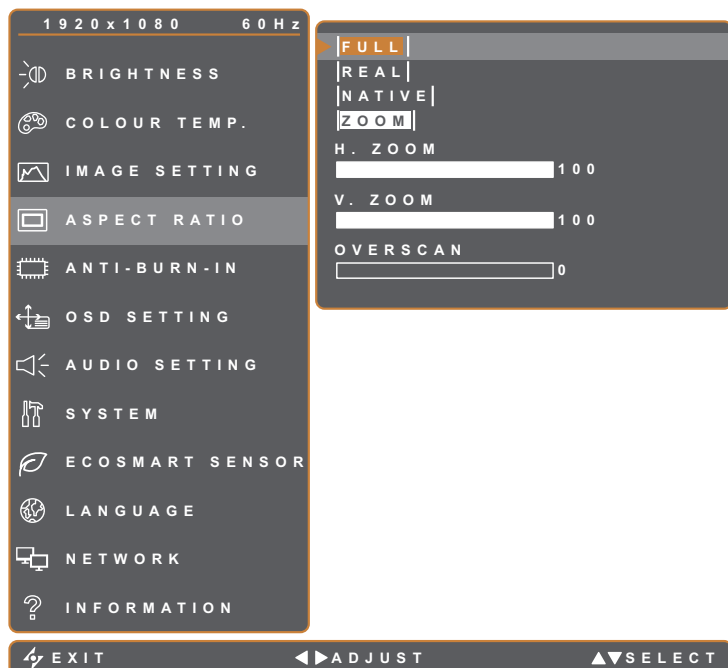 1920x1080 60Hz
BRIGHTNESS
COLOUR TEMP.
IMAGE SETTING
ASPECT RATIO
ANTI-BURN-IN
OSD SETTING
AUDIO SETTING
SYSTEM
ECOSMART SENSOR
LANGUAGE
NETWORK
INFORMATION
FULL
REAL
NATIVE
ZOOM
H. ZOOM
100
V. ZOOM
100
OVERSCAN
0
EXIT ADJUST SELECT